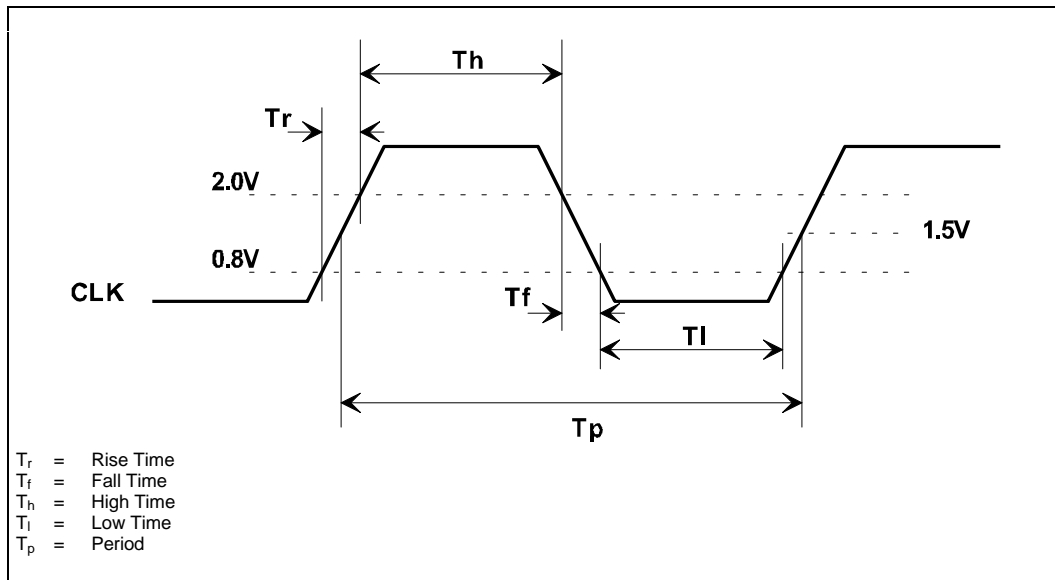 Th
Tr
2.0V
1.5V
0.8V
CLK
Tf
Tl
Tp
Tr = Rise Time
Tf = Fall Time
Th = High Time
Tl = Low Time
Tp = Period